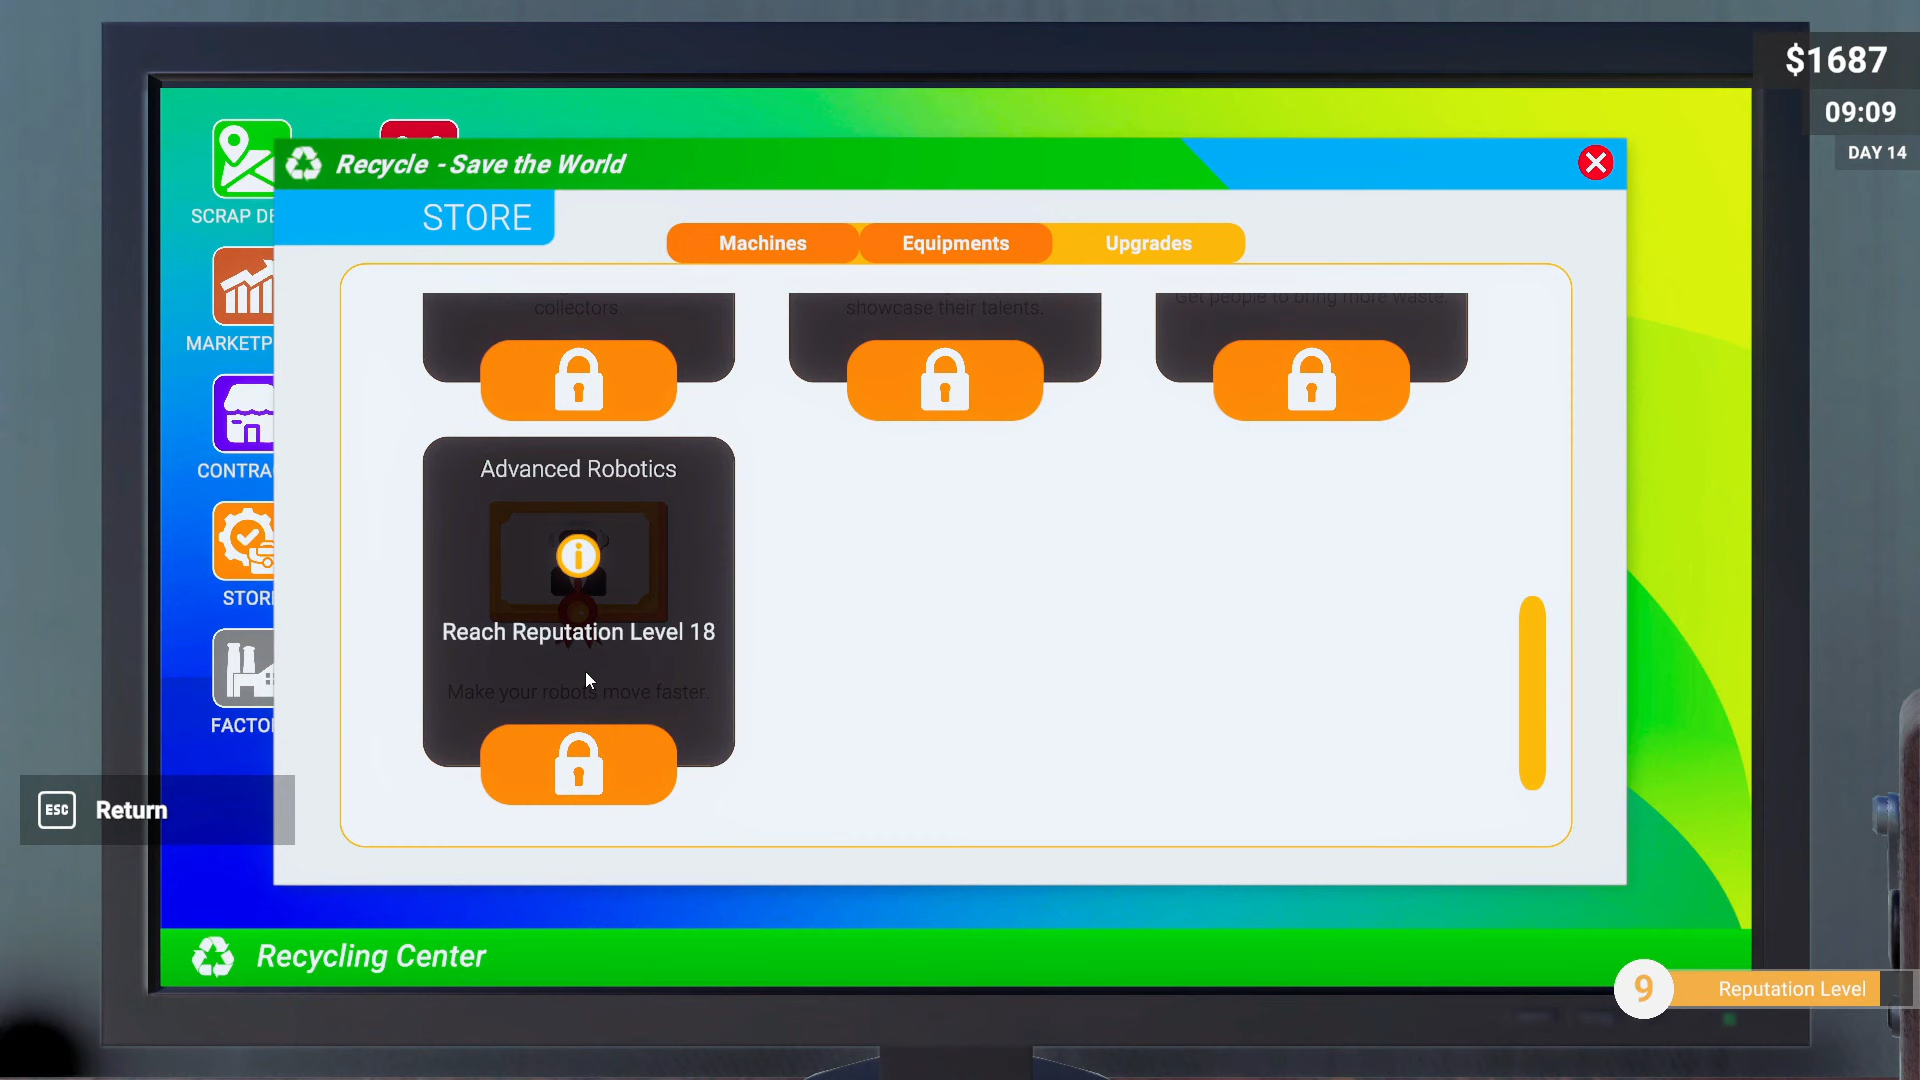 $1687
09:09
DAY 14
Recycle - Save the World
STORE
Machines
Equipments
Upgrades
SCRAP DE
MARKETP
CONTRA
STOR
FACTO
collectors.
showcase their talents.
Get people to bring more waste.
Advanced Robotics
i
Reach Reputation Level 18
Make your robots move faster.
ESC
Return
Recycling Center
9
Reputation Level